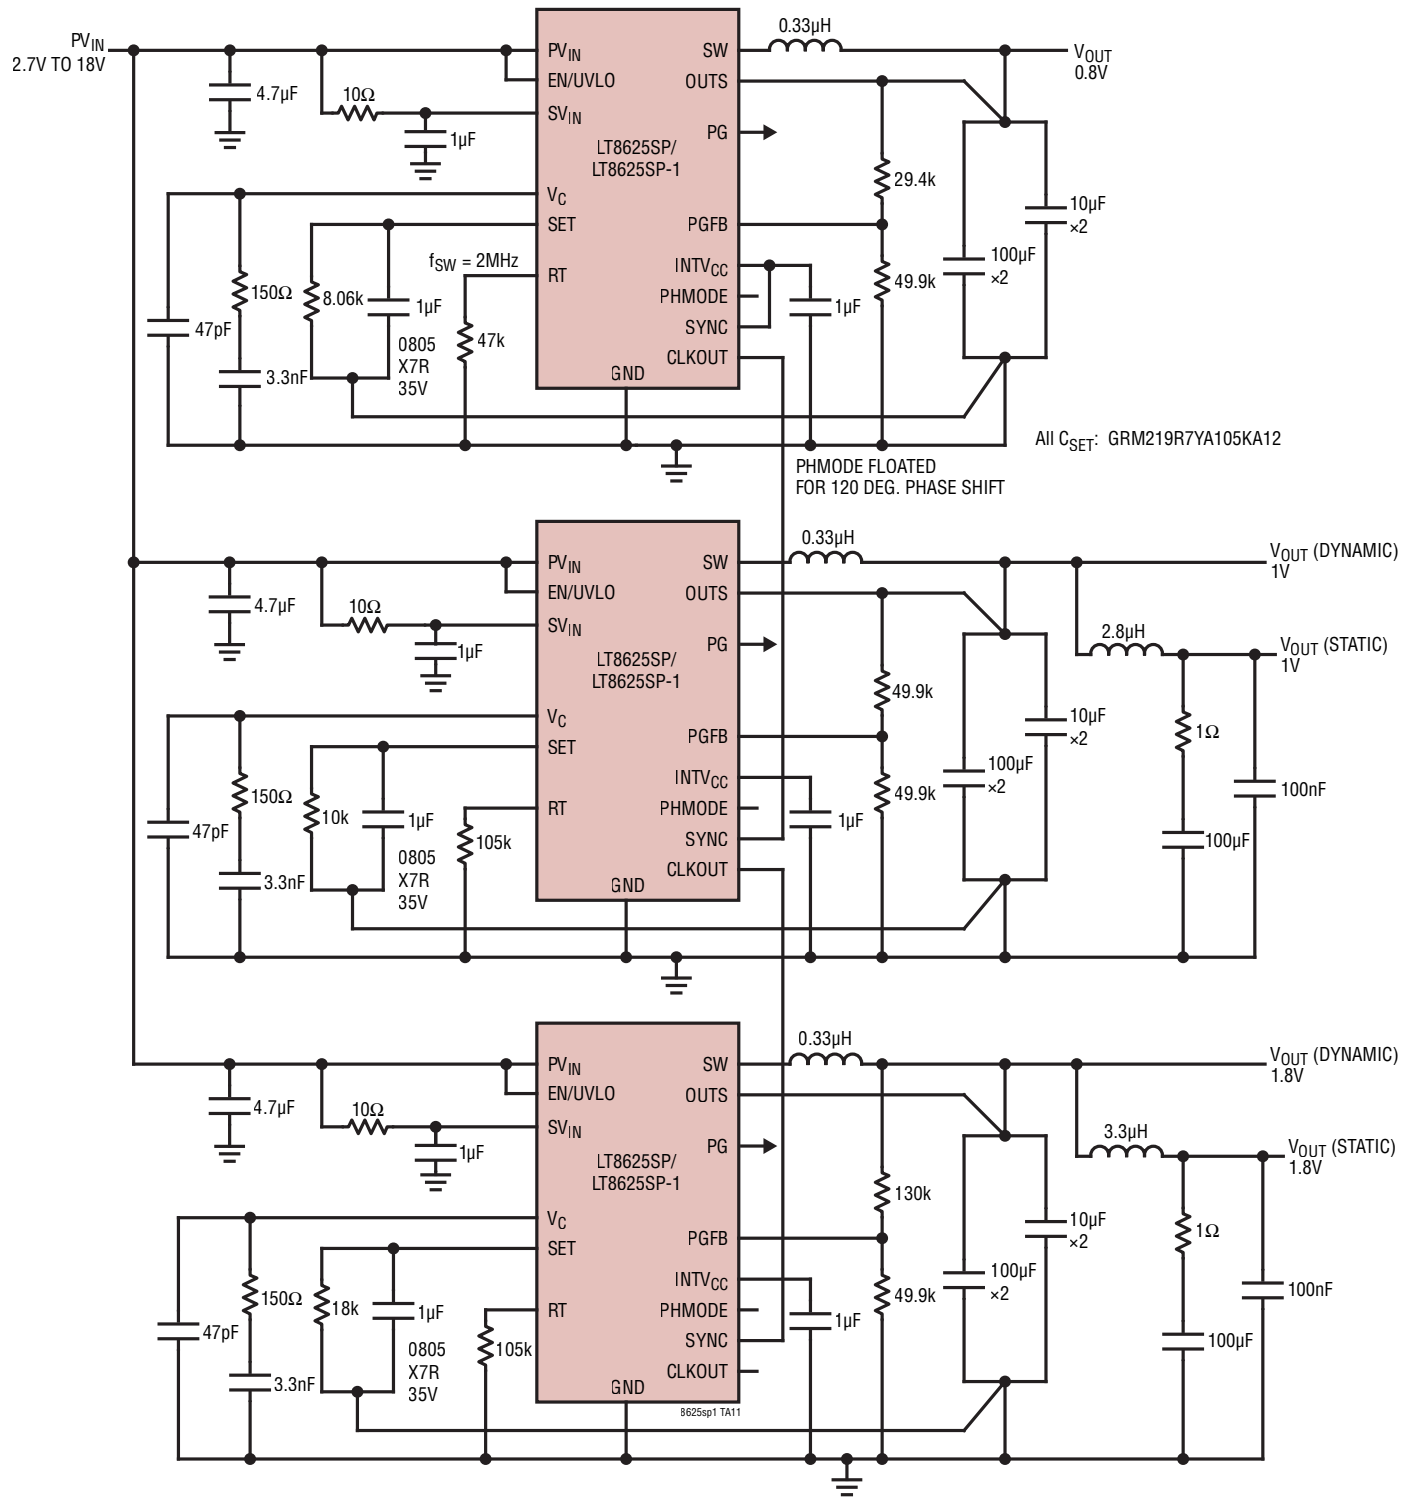 PVIN
2.7V TO 18V
4.7µF
10Ω
1µF
PVIN
EN/UVLO
SVIN
LT8625SP/
LT8625SP-1
VC
SET
RT
GND
SW
OUTS
PG
PGFB
INTVCC
PHMODE
SYNC
CLKOUT
0.33µH
VOUT
0.8V
29.4k
49.9k
1µF
100µF
×2
10µF
×2
fSW = 2MHz
47pF
150Ω
3.3nF
8.06k
1µF
0805
X7R
35V
47k
All CSET: GRM219R7YA105KA12
PHMODE FLOATED
FOR 120 DEG. PHASE SHIFT
4.7µF
10Ω
1µF
PVIN
EN/UVLO
SVIN
LT8625SP/
LT8625SP-1
VC
SET
RT
GND
SW
OUTS
PG
PGFB
INTVCC
PHMODE
SYNC
CLKOUT
0.33µH
VOUT (DYNAMIC)
1V
2.8µH
VOUT (STATIC)
1V
49.9k
49.9k
1µF
100µF
×2
10µF
×2
1Ω
100µF
100nF
47pF
150Ω
3.3nF
10k
1µF
0805
X7R
35V
105k
4.7µF
10Ω
1µF
PVIN
EN/UVLO
SVIN
LT8625SP/
LT8625SP-1
VC
SET
RT
GND
SW
OUTS
PG
PGFB
INTVCC
PHMODE
SYNC
CLKOUT
0.33µH
VOUT (DYNAMIC)
1.8V
3.3µH
VOUT (STATIC)
1.8V
130k
49.9k
1µF
100µF
×2
10µF
×2
1Ω
100µF
100nF
47pF
150Ω
3.3nF
18k
1µF
0805
X7R
35V
105k
8625sp1 TA11